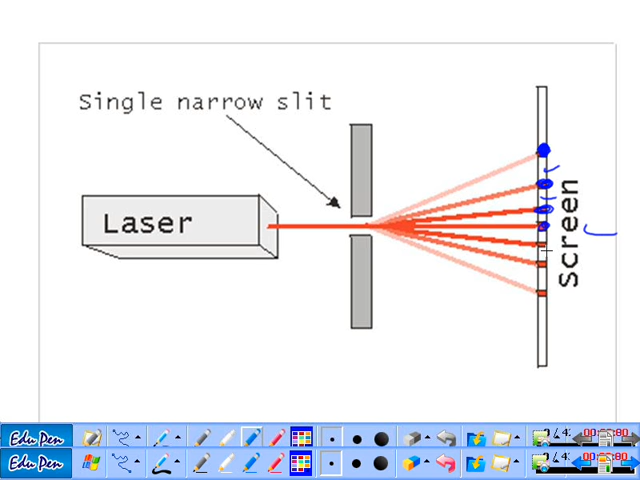 Single narrow slit
Laser
Screen
Edu Pen
Edu Pen